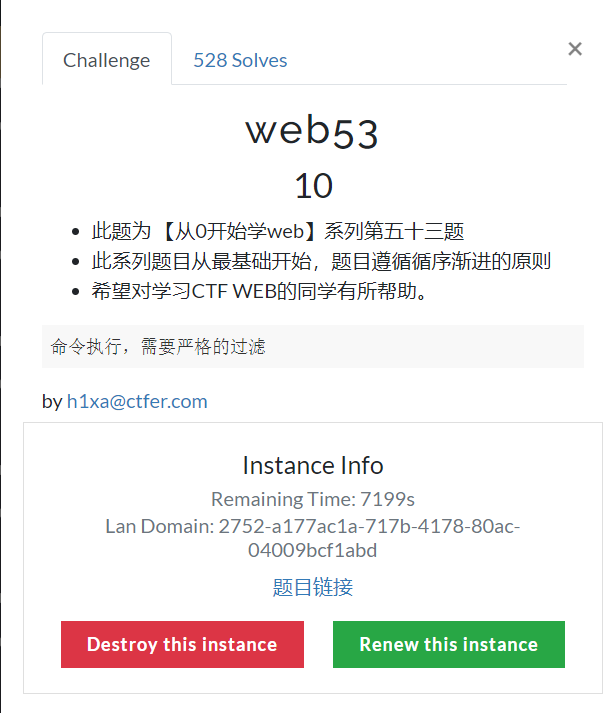 Challenge
528 Solves
×
web53
10
此题为 【从0开始学web】系列第五十三题
此系列题目从最基础开始，题目遵循循序渐进的原则
希望对学习CTF WEB的同学有所帮助。
命令执行，需要严格的过滤
by h1xa@ctfer.com
Instance Info
Remaining Time: 7199s
Lan Domain: 2752-a177ac1a-717b-4178-80ac-
04009bcf1abd
题目链接
Destroy this instance
Renew this instance